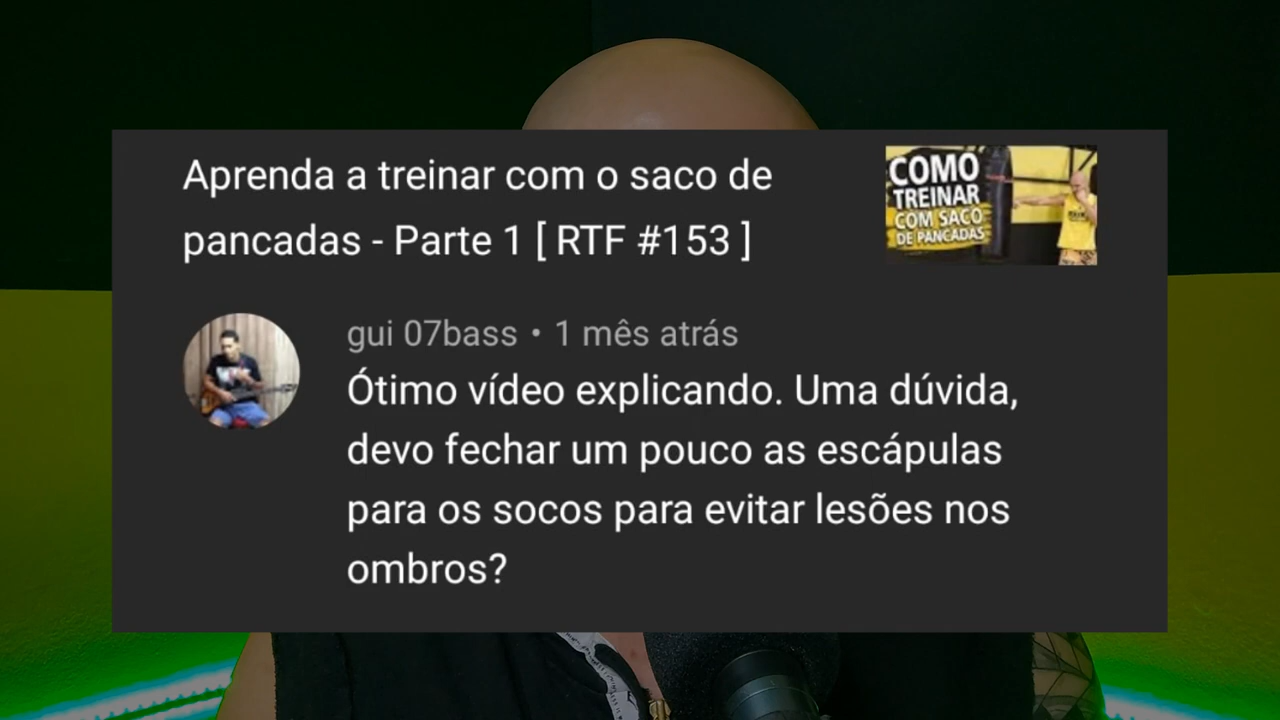 Aprenda a treinar com o saco de
pancadas - Parte 1 [ RTF #153 ]
COMO
TREINAR
COM SACO
DE PANCADAS
gui 07bass • 1 mês atrás
Ótimo vídeo explicando. Uma dúvida,
devo fechar um pouco as escápulas
para os socos para evitar lesões nos
ombros?